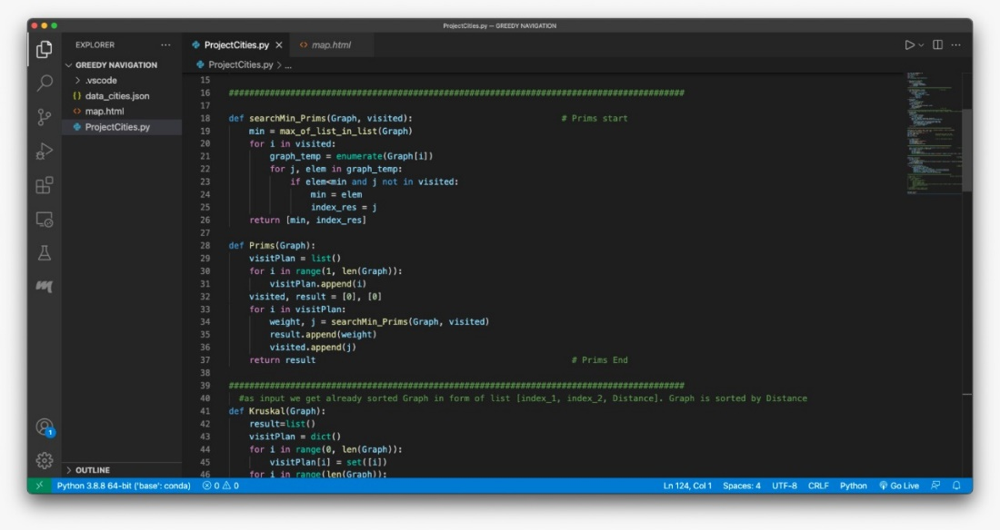 ProjectCities.py — GREEDY NAVIGATION
EXPLORER
ProjectCities.py
map.html
GREEDY NAVIGATION
ProjectCities.py > ...
.vscode
data_cities.json
map.html
ProjectCities.py
15
16 ########################################################################################
17
18 def searchMin_Prims(Graph, visited): # Prims start
19 min = max_of_list_in_list(Graph)
20 for i in visited:
21 graph_temp = enumerate(Graph[i])
22 for j, elem in graph_temp:
23 if elem<min and j not in visited:
24 min = elem
25 index_res = j
26 return [min, index_res]
27
28 def Prims(Graph):
29 visitPlan = list()
30 for i in range(1, len(Graph)):
31 visitPlan.append(i)
32 visited, result = [0], [0]
33 for i in visitPlan:
34 weight, j = searchMin_Prims(Graph, visited)
35 result.append(weight)
36 visited.append(j)
37 return result # Prims End
38
39 ########################################################################################
40 #as input we get already sorted Graph in form of list [index_1, index_2, Distance]. Graph is sorted by Distance
41 def Kruskal(Graph):
42 result=list()
43 visitPlan = dict()
44 for i in range(0, len(Graph)):
45 visitPlan[i] = set([i])
46 for i in range(len(Graph)):
1
OUTLINE
Python 3.8.8 64-bit ('base': conda) 0 0 Ln 124, Col 1 Spaces: 4 UTF-8 CRLF Python Go Live